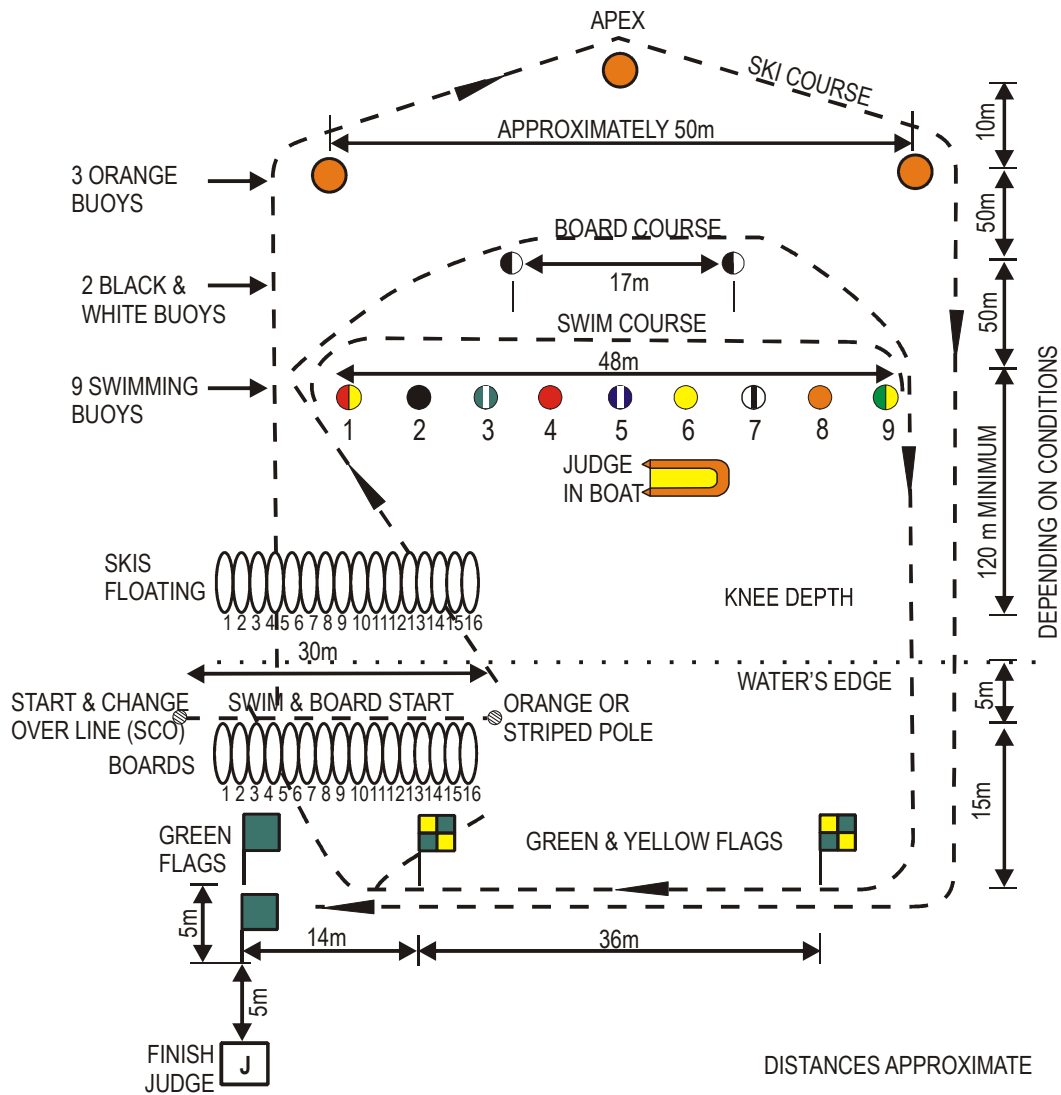 APEX
SKI COURSE
APPROXIMATELY 50m
10m
3 ORANGE
BUOYS
50m
BOARD COURSE
2 BLACK &
WHITE BUOYS
17m
50m
SWIM COURSE
9 SWIMMING
BUOYS
48m
1 2 3 4 5 6 7 8 9
JUDGE
IN BOAT
120 m MINIMUM
DEPENDING ON CONDITIONS
SKIS
FLOATING
KNEE DEPTH
1 2 3 4 5 6 7 8 9 10 11 12 13 14 15 16
30m
WATER'S EDGE
5m
START & CHANGE
OVER LINE (SCO)
SWIM & BOARD START
ORANGE OR
STRIPED POLE
BOARDS
1 2 3 4 5 6 7 8 9 10 11 12 13 14 15 16
15m
GREEN
FLAGS
GREEN & YELLOW FLAGS
5m
14m
36m
5m
FINISH
JUDGE
J
DISTANCES APPROXIMATE